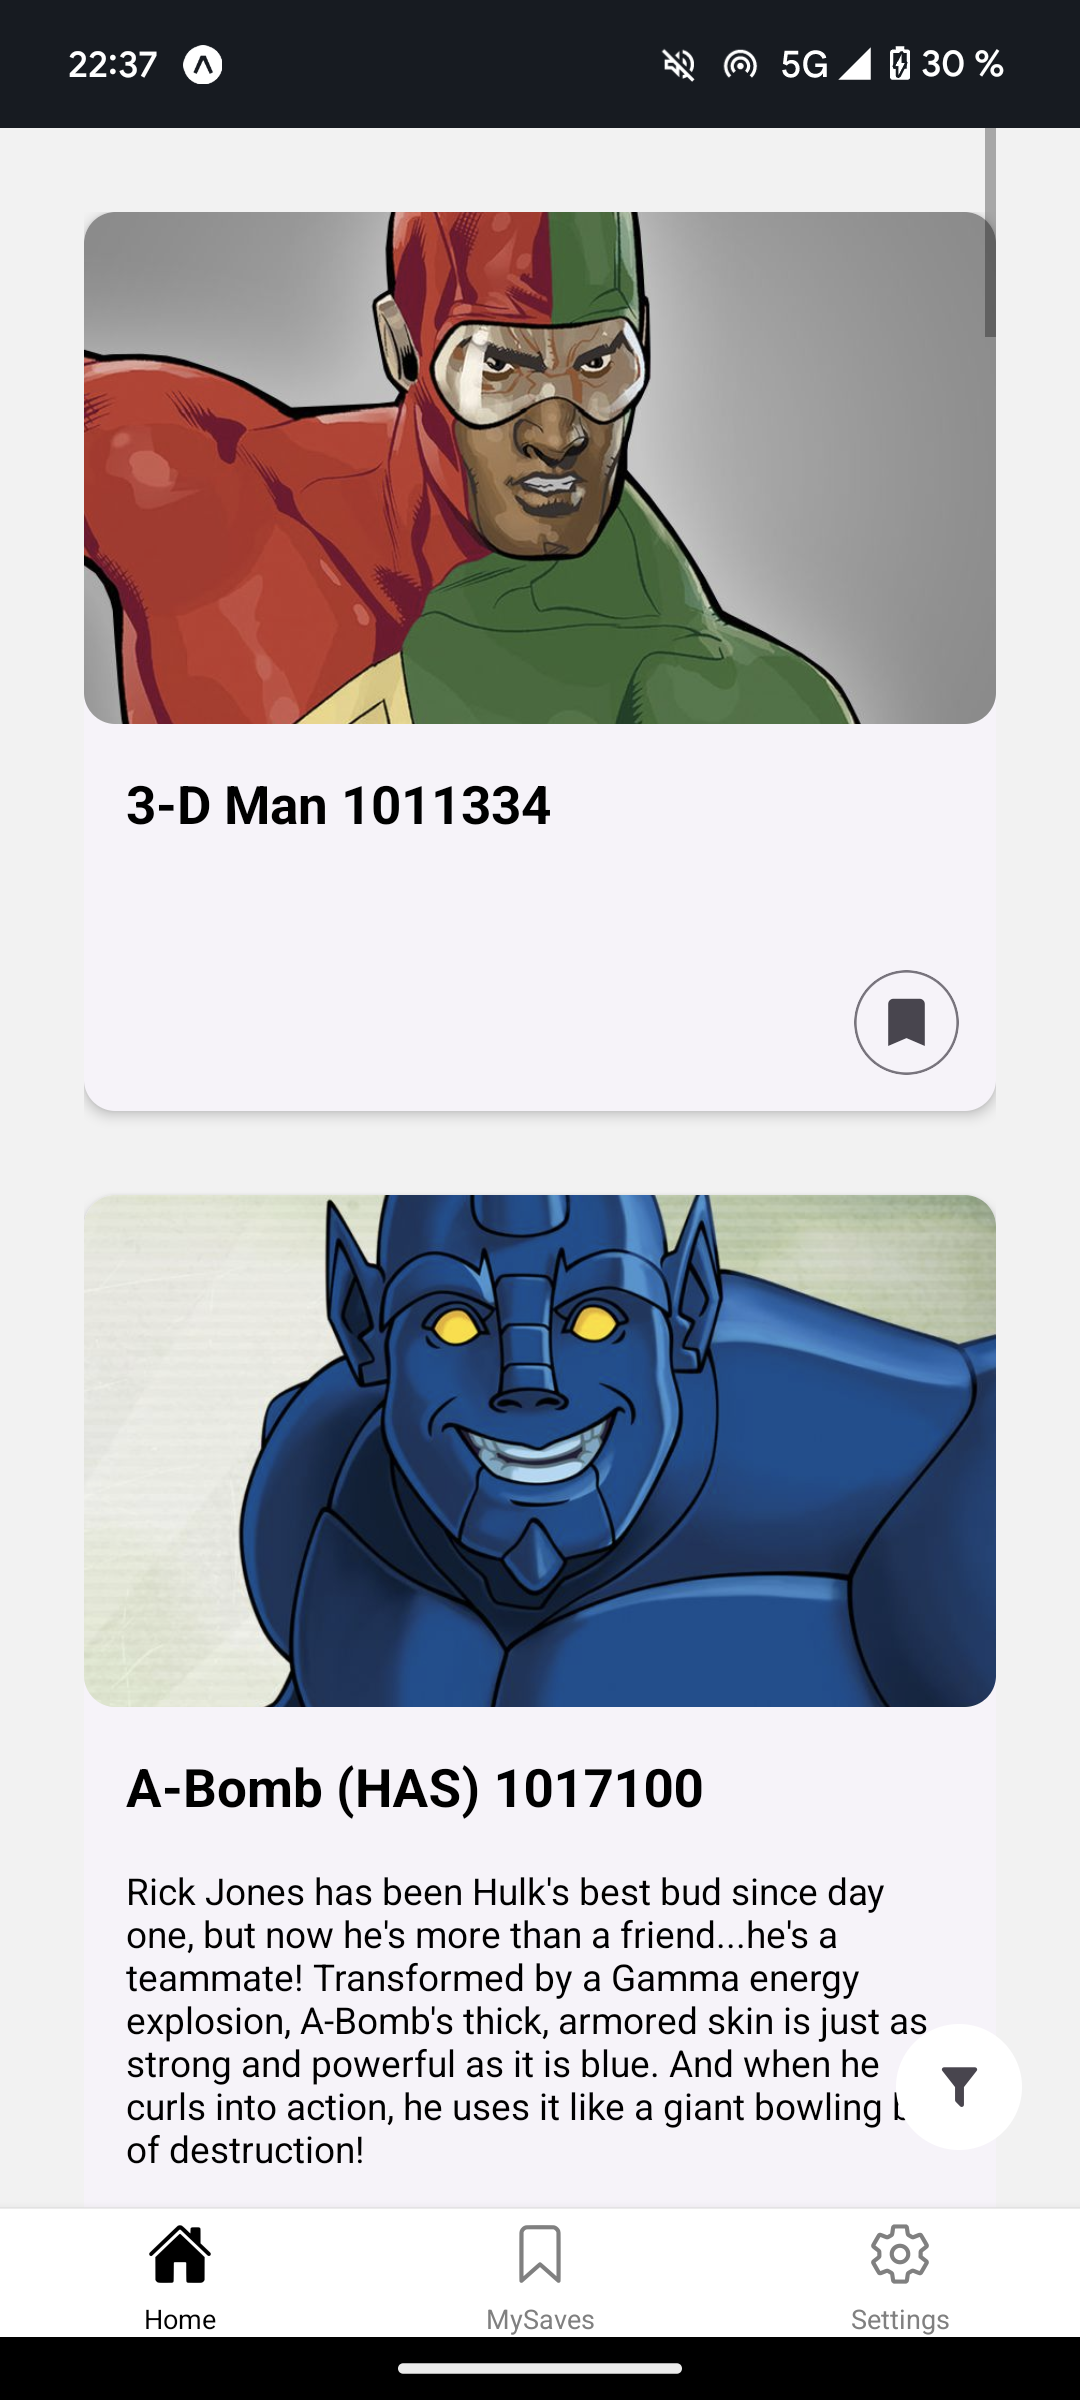 22:37 5G 30 %
3-D Man 1011334
A-Bomb (HAS) 1017100
Rick Jones has been Hulk's best bud since day
one, but now he's more than a friend...he's a
teammate! Transformed by a Gamma energy
explosion, A-Bomb's thick, armored skin is just as
strong and powerful as it is blue. And when he
curls into action, he uses it like a giant bowling
of destruction!
Home MySaves Settings